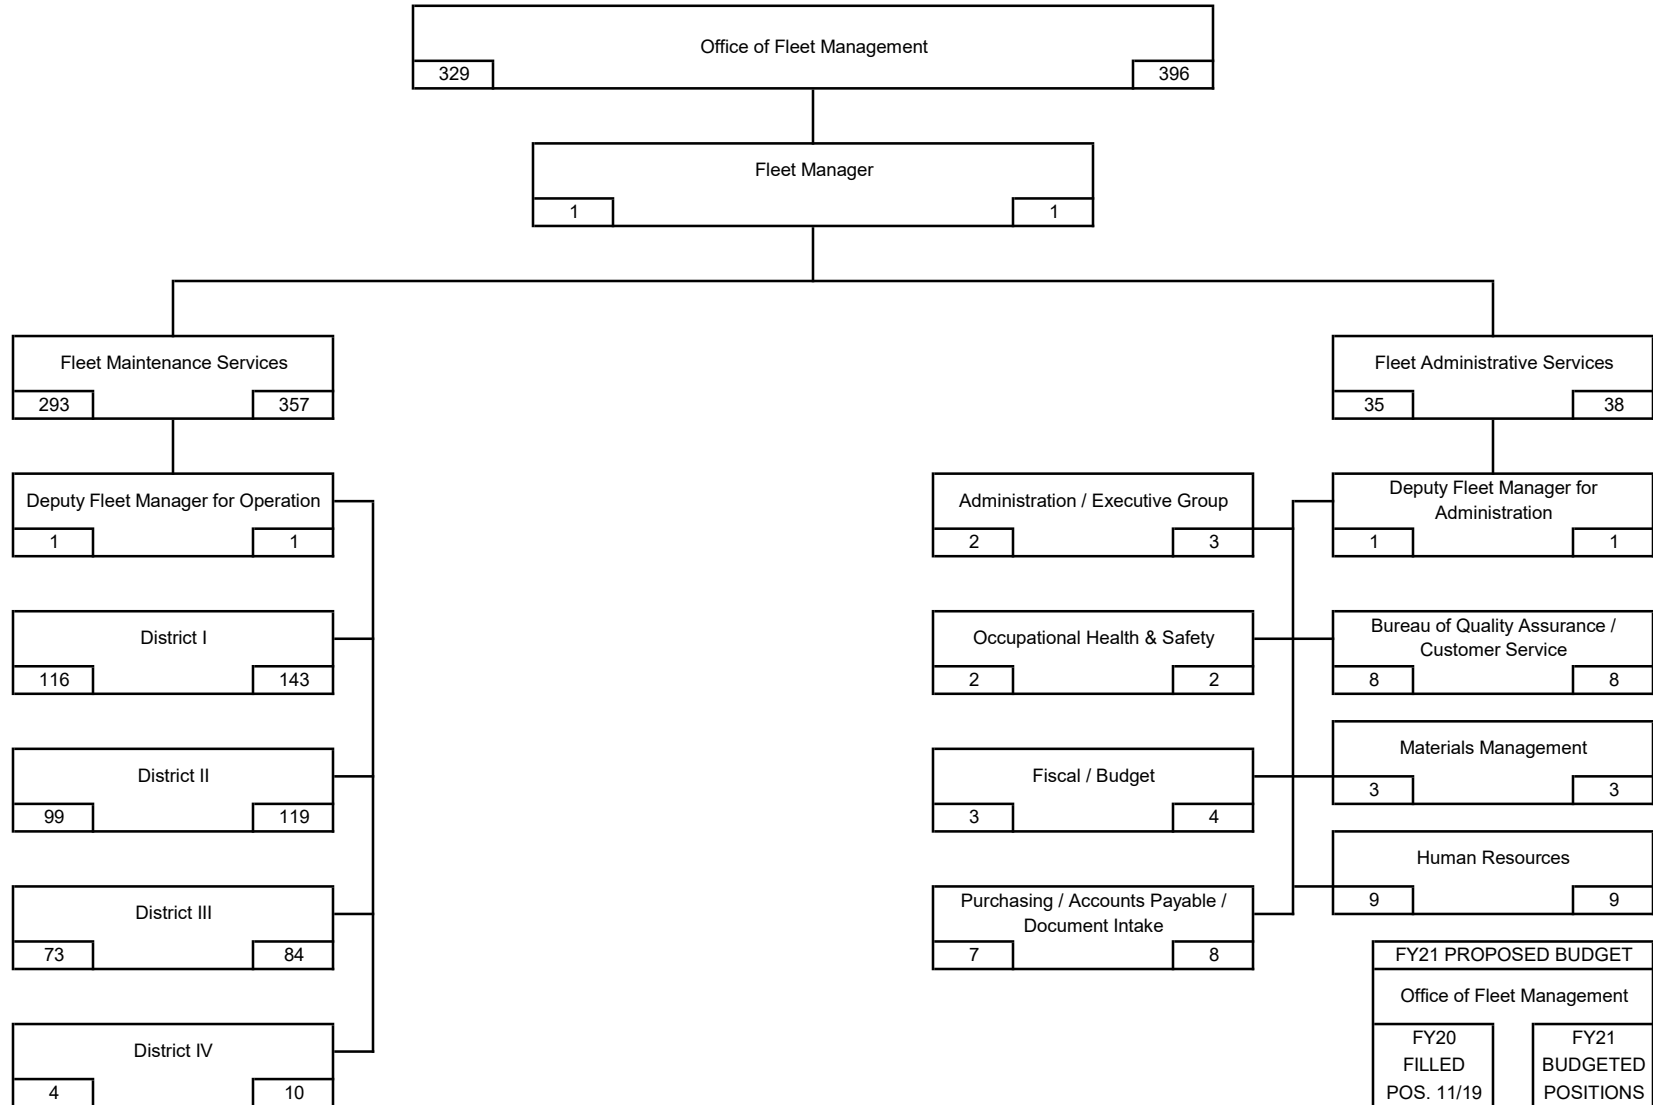 Office of Fleet Management
329 396
Fleet Manager
1 1
Fleet Maintenance Services
293 357
Fleet Administrative Services
35 38
Deputy Fleet Manager for Operation
1 1
District I
116 143
District II
99 119
District III
73 84
District IV
4 10
Administration / Executive Group
2 3
Occupational Health & Safety
2 2
Fiscal / Budget
3 4
Purchasing / Accounts Payable /
Document Intake
7 8
Deputy Fleet Manager for
Administration
1 1
Bureau of Quality Assurance /
Customer Service
8 8
Materials Management
3 3
Human Resources
9 9
FY21 PROPOSED BUDGET
Office of Fleet Management
FY20
FILLED
POS. 11/19
FY21
BUDGETED
POSITIONS